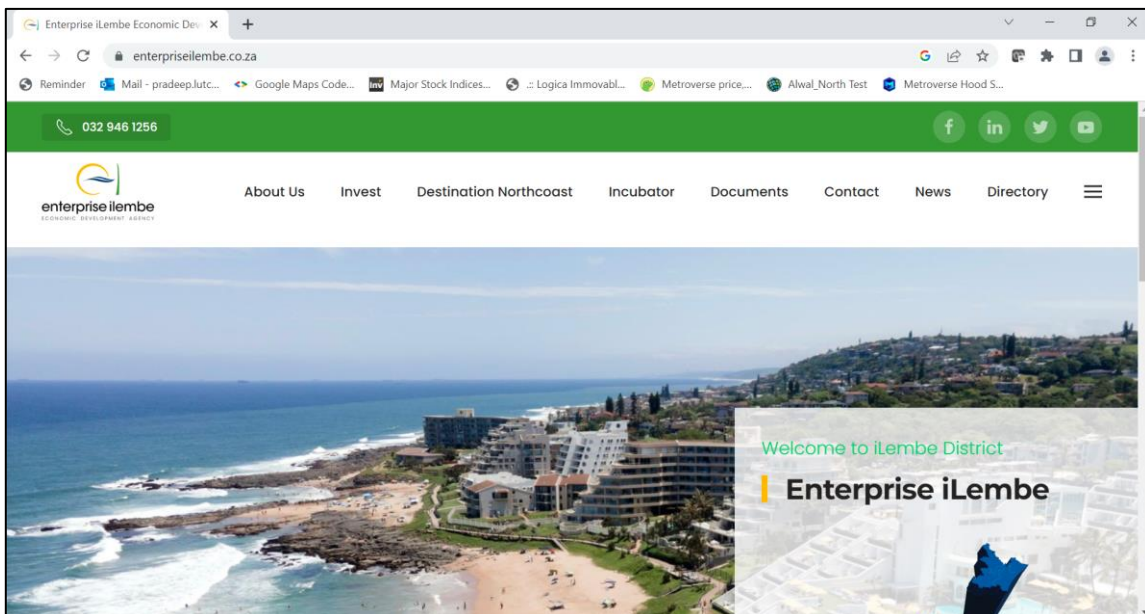 Enterprise iLembe Economic Dev
enterpriseilembe.co.za
Reminder Mail - pradeep.lutc... Google Maps Code... Major Stock Indices... .:: Logica Immovabl... Metroverse price,... Alwal_North Test Metroverse Hood S...
032 946 1256
enterprise ilembe
ECONOMIC DEVELOPMENT AGENCY
About Us Invest Destination Northcoast Incubator Documents Contact News Directory
Welcome to iLembe District
Enterprise iLembe